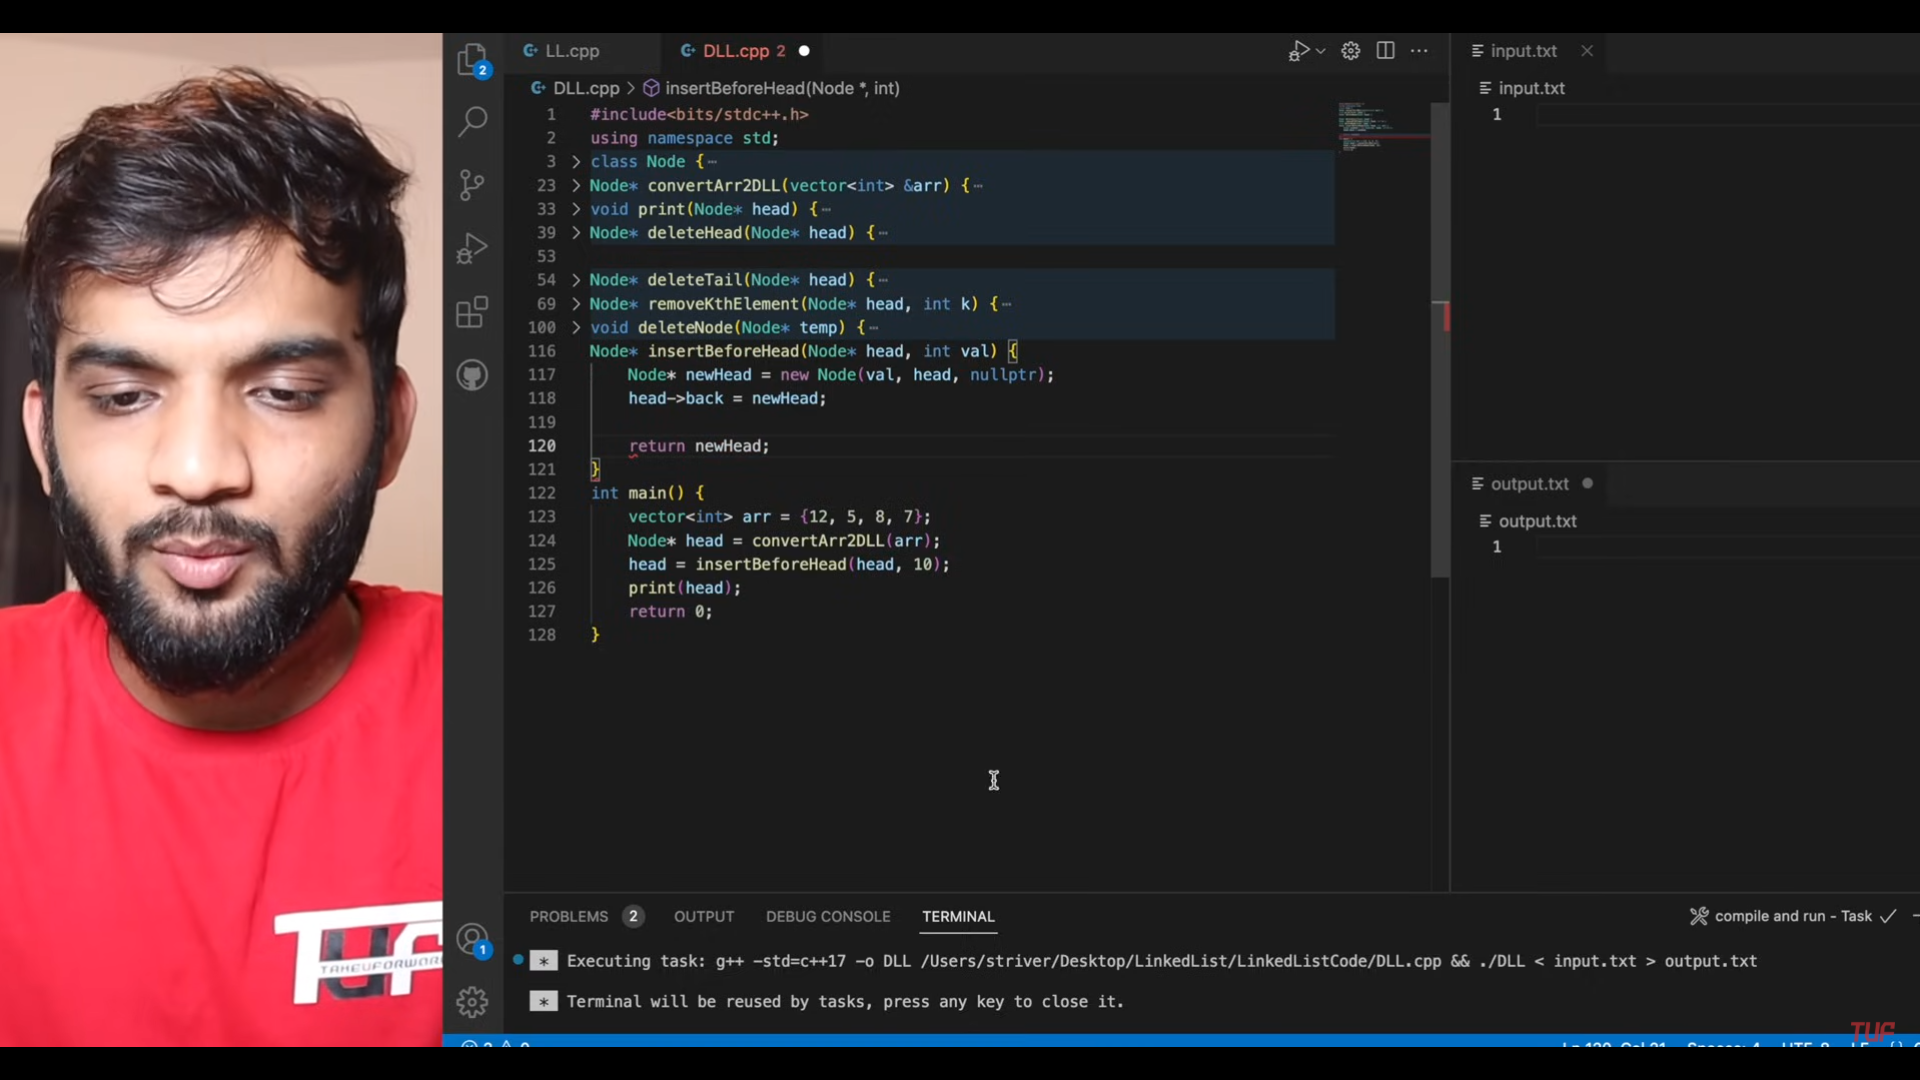 LL.cpp
DLL.cpp 2
input.txt
2
DLL.cpp > insertBeforeHead(Node *, int)
input.txt
1 #include<bits/stdc++.h>
1
2 using namespace std;
3 class Node {
23 Node* convertArr2DLL(vector<int> &arr) {
33 void print(Node* head) {
39 Node* deleteHead(Node* head) {
53
54 Node* deleteTail(Node* head) {
69 Node* removeKthElement(Node* head, int k) {
100 void deleteNode(Node* temp) {
116 Node* insertBeforeHead(Node* head, int val) {
117 Node* newHead = new Node(val, head, nullptr);
118 head->back = newHead;
119
120 return newHead;
121 }
122 int main() {
123 vector<int> arr = {12, 5, 8, 7};
124 Node* head = convertArr2DLL(arr);
125 head = insertBeforeHead(head, 10);
126 print(head);
127 return 0;
128 }
output.txt
output.txt
1
PROBLEMS 2 OUTPUT DEBUG CONSOLE TERMINAL
compile and run - Task
1
* Executing task: g++ -std=c++17 -o DLL /Users/striver/Desktop/LinkedList/LinkedListCode/DLL.cpp && ./DLL < input.txt > output.txt
* Terminal will be reused by tasks, press any key to close it.
TUF
TUF